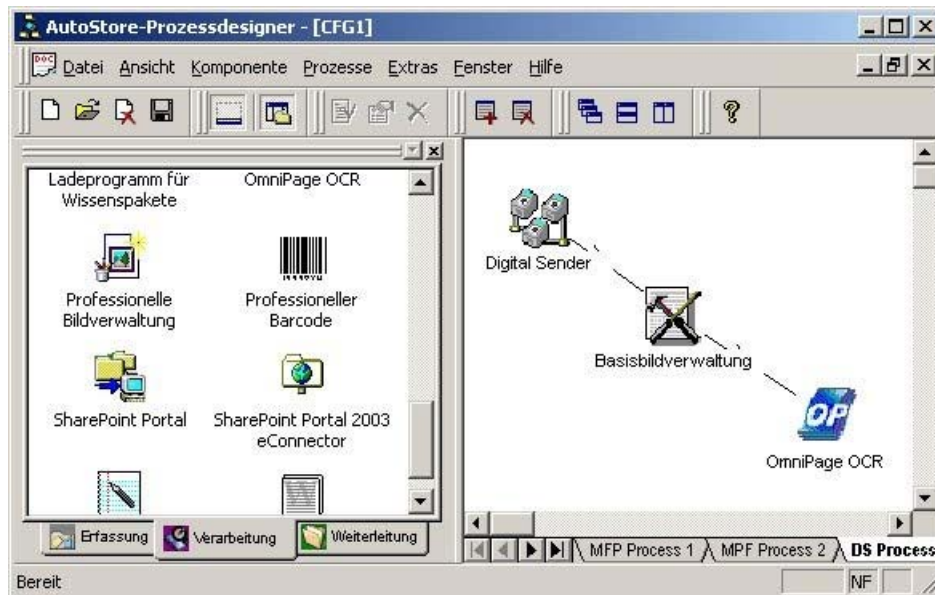 AutoStore-Prozessdesigner - [CFG1]
Datei Ansicht Komponente Prozesse Extras Fenster Hilfe
Ladeprogramm für
Wissenspakete
OmniPage OCR
Professionelle
Bildverwaltung
Professioneller
Barcode
SharePoint Portal
SharePoint Portal 2003
eConnector
Erfassung
Verarbeitung
Weiterleitung
Digital Sender
Basisbildverwaltung
OP
OmniPage OCR
MFP Process 1
MPF Process 2
DS Process
Bereit
NF